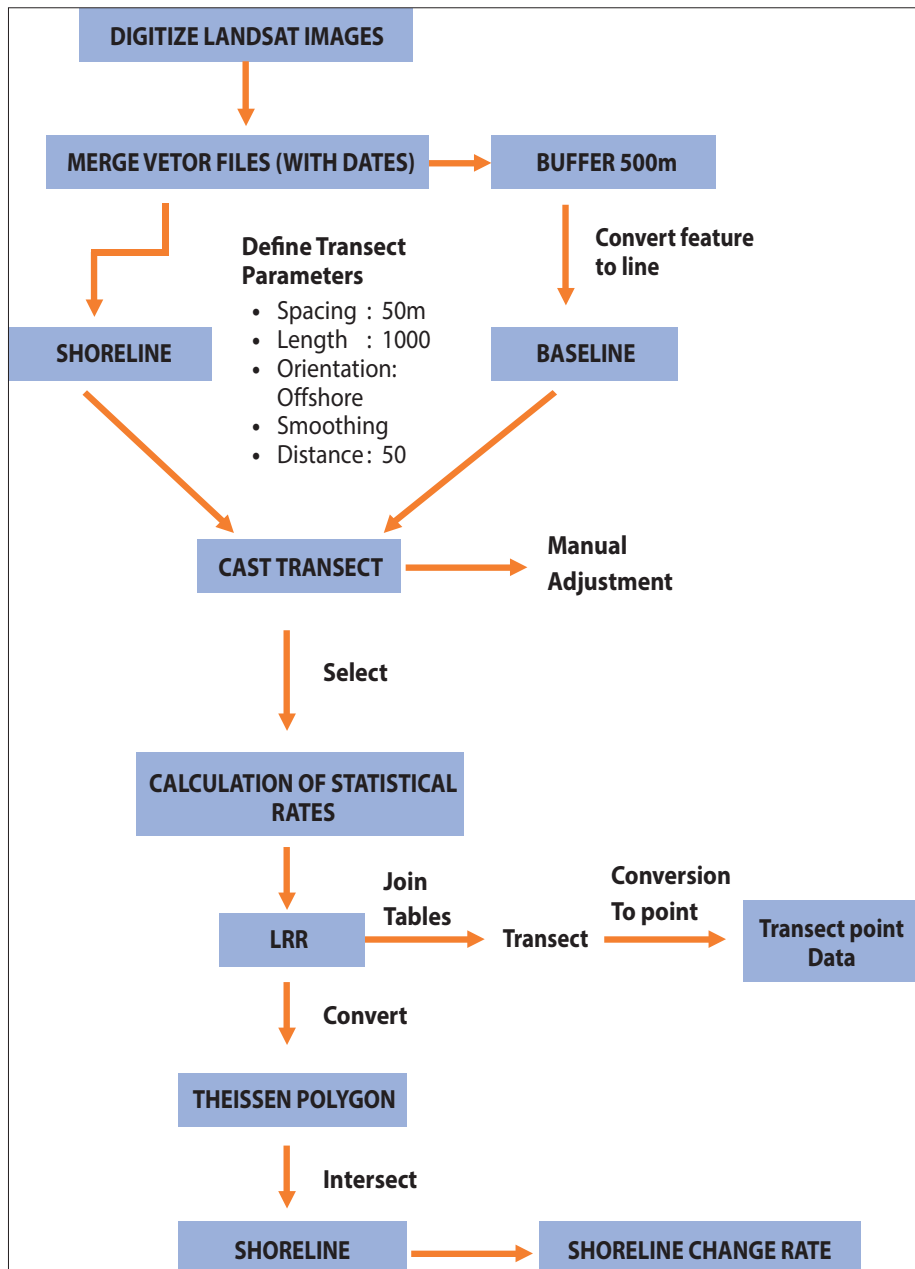 DIGITIZE LANDSAT IMAGES
MERGE VETOR FILES (WITH DATES)
BUFFER 500m
Define Transect
Parameters
• Spacing : 50m
• Length : 1000
• Orientation:
Offshore
• Smoothing
• Distance : 50
Convert feature
to line
SHORELINE
BASELINE
CAST TRANSECT
Manual
Adjustment
Select
CALCULATION OF STATISTICAL
RATES
LRR
Join
Tables
Transect
Conversion
To point
Transect point
Data
Convert
THEISSEN POLYGON
Intersect
SHORELINE
SHORELINE CHANGE RATE